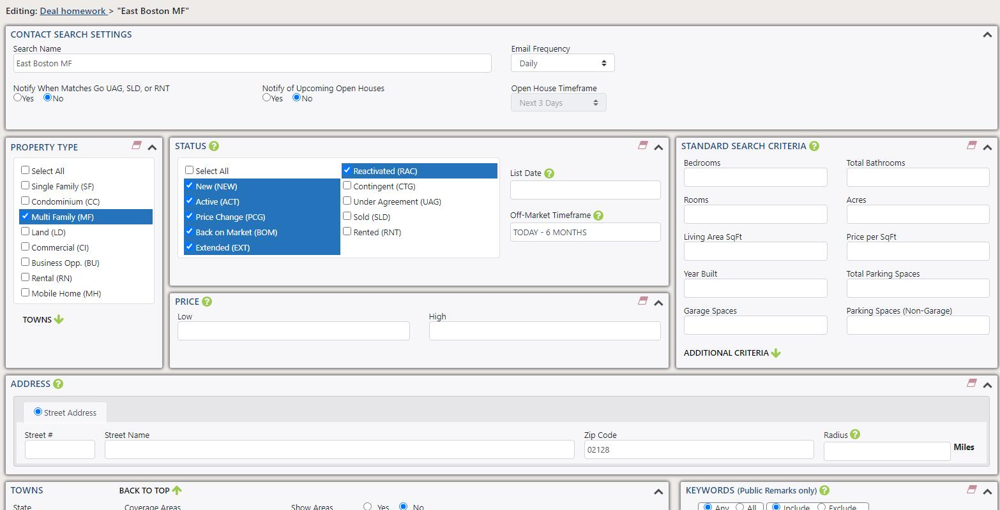 Editing: Deal homework > "East Boston MF"
CONTACT SEARCH SETTINGS
Search Name
Email Frequency
East Boston MF
Daily
Notify When Matches Go UAG, SLD, or RNT
Notify of Upcoming Open Houses
Open House Timeframe
Yes No
Yes No
Next 3 Days
PROPERTY TYPE
Select All
Single Family (SF)
Condominium (CC)
Multi Family (MF)
Land (LD)
Commercial (CI)
Business Opp. (BU)
Rental (RN)
Mobile Home (MH)
TOWNS
STATUS ?
Select All
New (NEW)
Active (ACT)
Price Change (PCG)
Back on Market (BOM)
Extended (EXT)
Reactivated (RAC)
Contingent (CTG)
Under Agreement (UAG)
Sold (SLD)
Rented (RNT)
List Date ?
Off-Market Timeframe ?
TODAY - 6 MONTHS
PRICE ?
Low
High
STANDARD SEARCH CRITERIA ?
Bedrooms
Total Bathrooms
Rooms
Acres
Living Area SqFt
Price per SqFt
Year Built
Total Parking Spaces
Garage Spaces
Parking Spaces (Non-Garage)
ADDITIONAL CRITERIA
ADDRESS ?
Street Address
Street #
Street Name
Zip Code
Radius ?
02128
Miles
TOWNS
BACK TO TOP
State
Coverage Areas
Show Areas
Yes No
KEYWORDS (Public Remarks only) ?
Any All
Include Exclude